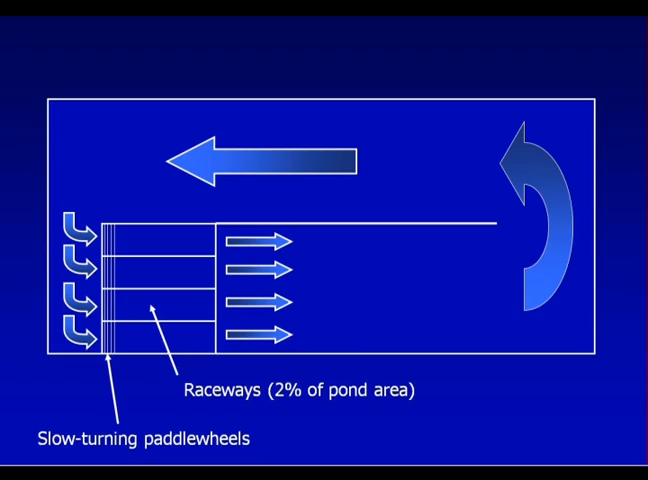 Raceways (2% of pond area)
Slow-turning paddlewheels